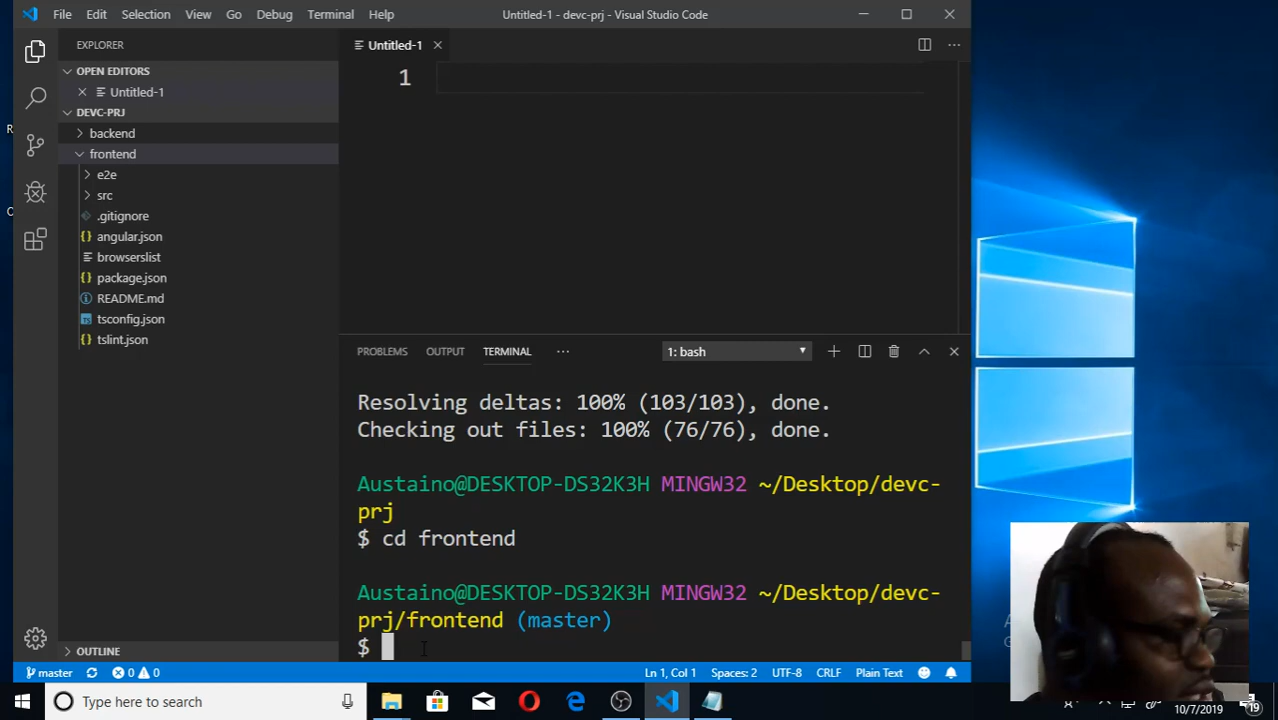 File Edit Selection View Go Debug Terminal Help Untitled-1 - devc-prj - Visual Studio Code
EXPLORER
Untitled-1
OPEN EDITORS
Untitled-1
1
DEVC-PRJ
backend
frontend
e2e
src
.gitignore
angular.json
browserslist
package.json
README.md
tsconfig.json
tslint.json
OUTLINE
PROBLEMS OUTPUT TERMINAL 1: bash
Resolving deltas: 100% (103/103), done.
Checking out files: 100% (76/76), done.
Austaino@DESKTOP-DS32K3H MINGW32 ~/Desktop/devc-
prj
$ cd frontend
Austaino@DESKTOP-DS32K3H MINGW32 ~/Desktop/devc-
prj/frontend (master)
$
master 0 0 Ln 1, Col 1 Spaces: 2 UTF-8 CRLF Plain Text
Type here to search
10/7/2019
19